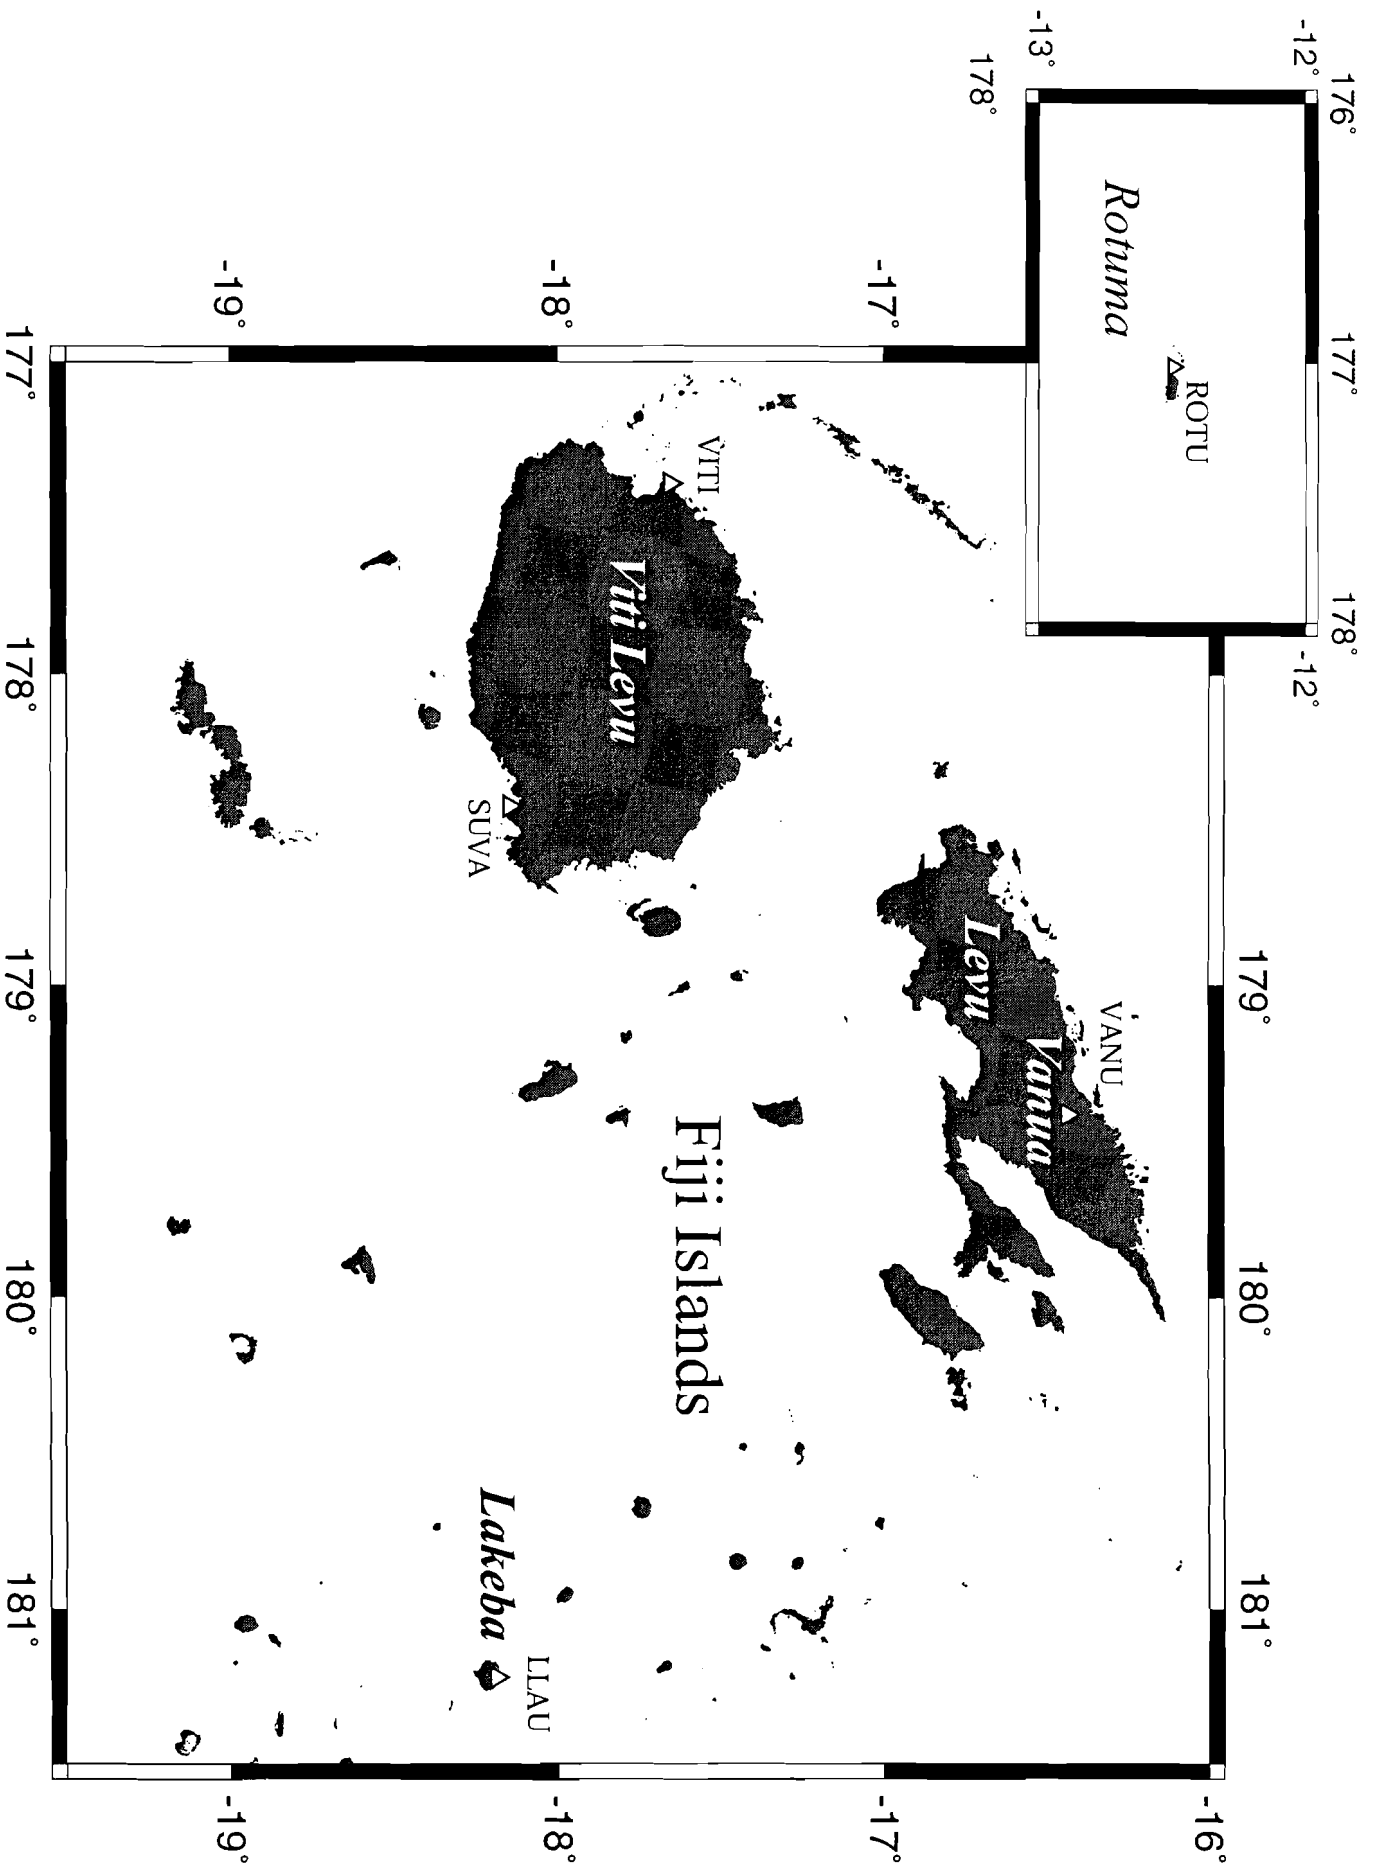 176° 177° 178°
-12° -12°
179° 180° 181°
-16°
ROTU
Rotuma
VANU
-13°
Vanua
Levu
178°
-17° -17°
VITI
Fiji Islands
Viti Levu
-18° -18°
LLAU
Lakeba
SUVA
-19° -19°
177° 178° 179° 180° 181°